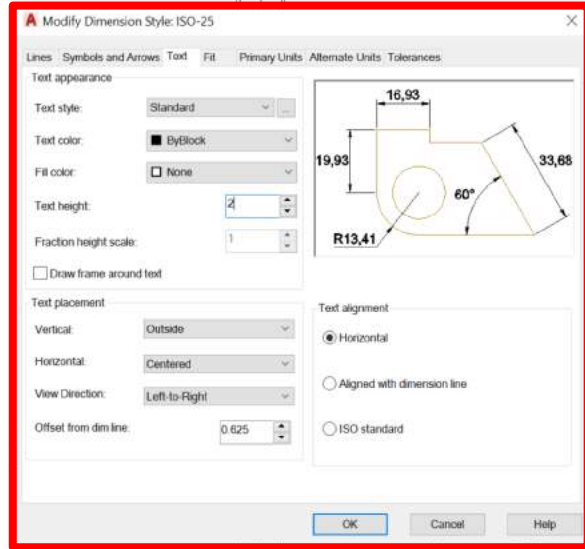 Modify Dimension Style: ISO-25
Lines Symbols and Arrows Text Fit Primary Units Alternate Units Tolerances
Text appearance
Text style: Standard ...
Text color: ByBlock
Fill color: None
Text height: 2
Fraction height scale: 1
Draw frame around text
16,93
19,93
33,68
60°
R13,41
Text placement
Vertical: Outside
Horizontal: Centered
View Direction: Left-to-Right
Offset from dim line: 0.625
Text alignment
Horizontal
Aligned with dimension line
ISO standard
OK Cancel Help